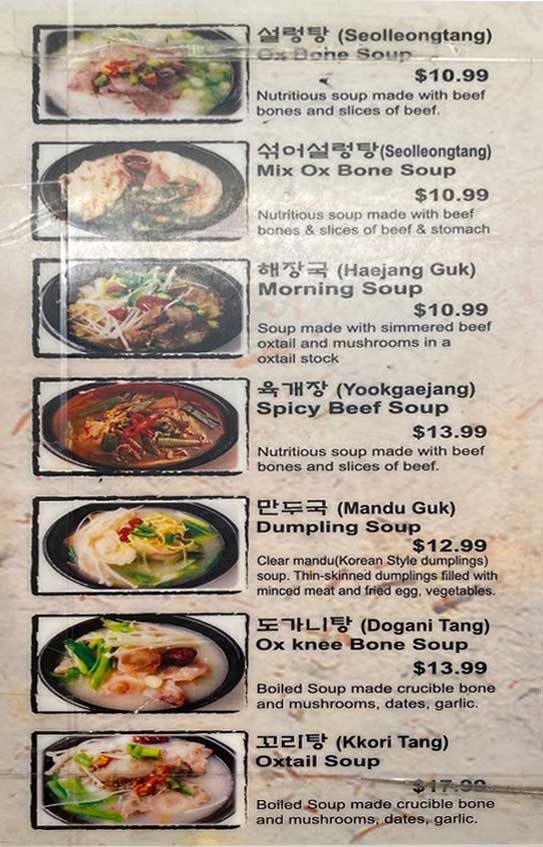 설렁탕 (Seolleongtang)
Ox Bone Soup
$10.99
Nutritious soup made with beef
bones and slices of beef.
섞어설렁탕(Seolleongtang)
Mix Ox Bone Soup
$10.99
Nutritious soup made with beef
bones & slices of beef & stomach
해장국 (Haejang Guk)
Morning Soup
$10.99
Soup made with simmered beef
oxtail and mushrooms in a
oxtail stock
육개장 (Yookgaejang)
Spicy Beef Soup
$13.99
Nutritious soup made with beef
bones and slices of beef.
만두국 (Mandu Guk)
Dumpling Soup
$12.99
Clear mandu(Korean Style dumplings)
soup. Thin-skinned dumplings filled with
minced meat and fried egg, vegetables.
도가니탕 (Dogani Tang)
Ox knee Bone Soup
$13.99
Boiled Soup made crucible bone
and mushrooms, dates, garlic.
꼬리탕 (Kkori Tang)
Oxtail Soup
$17.99
Boiled Soup made crucible bone
and mushrooms, dates, garlic.